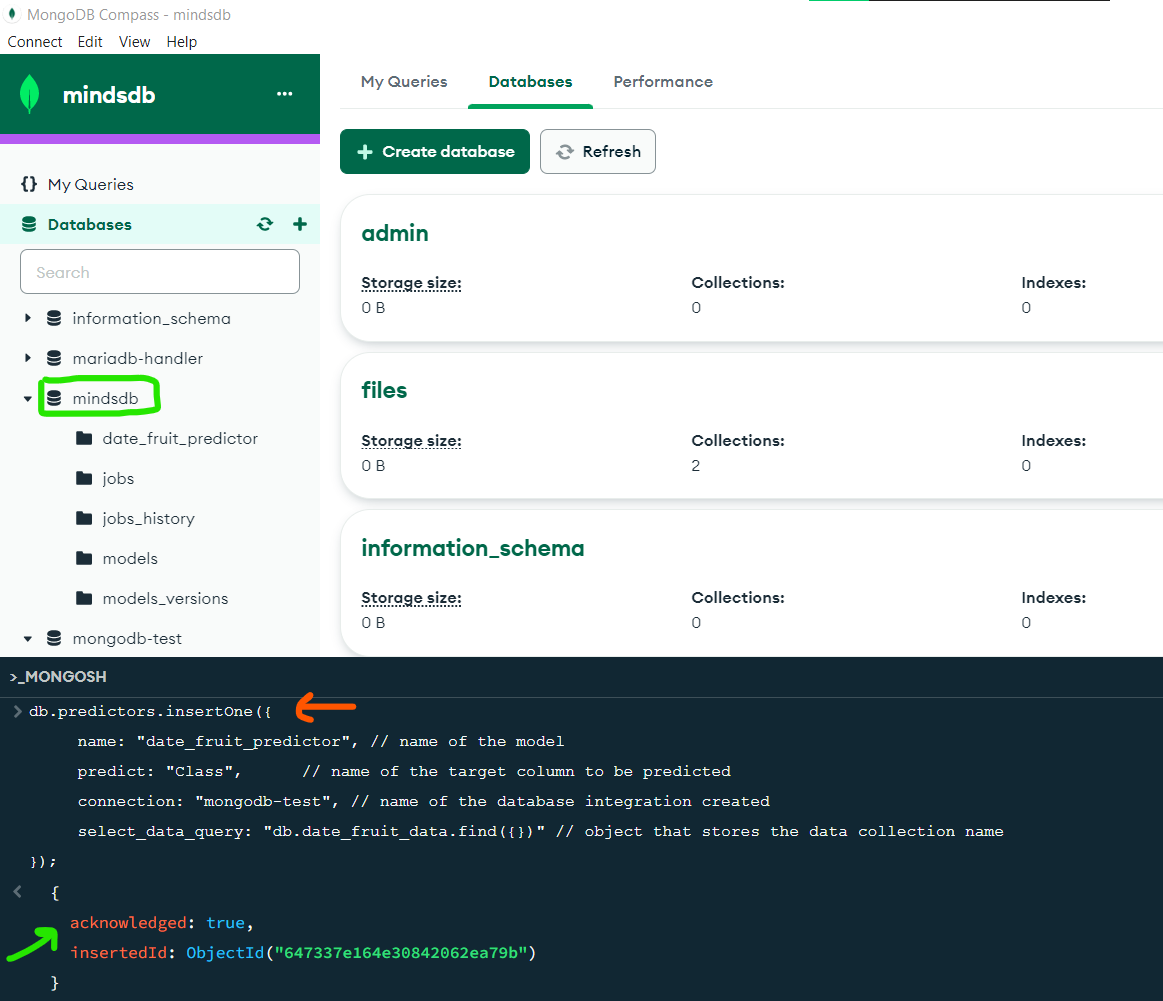 MongoDB Compass - mindsdb
Connect Edit View Help
mindsdb ...
My Queries Databases Performance
+ Create database Refresh
{} My Queries
Databases
Search
information_schema
mariadb-handler
mindsdb
date_fruit_predictor
jobs
jobs_history
models
models_versions
mongodb-test
admin
Storage size: Collections: Indexes:
0 B 0 0
files
Storage size: Collections: Indexes:
0 B 2 0
information_schema
Storage size: Collections: Indexes:
0 B 0 0
>_MONGOSH
> db.predictors.insertOne({
name: "date_fruit_predictor", // name of the model
predict: "Class", // name of the target column to be predicted
connection: "mongodb-test", // name of the database integration created
select_data_query: "db.date_fruit_data.find({})" // object that stores the data collection name
});
< {
acknowledged: true,
insertedId: ObjectId("647337e164e30842062ea79b")
}